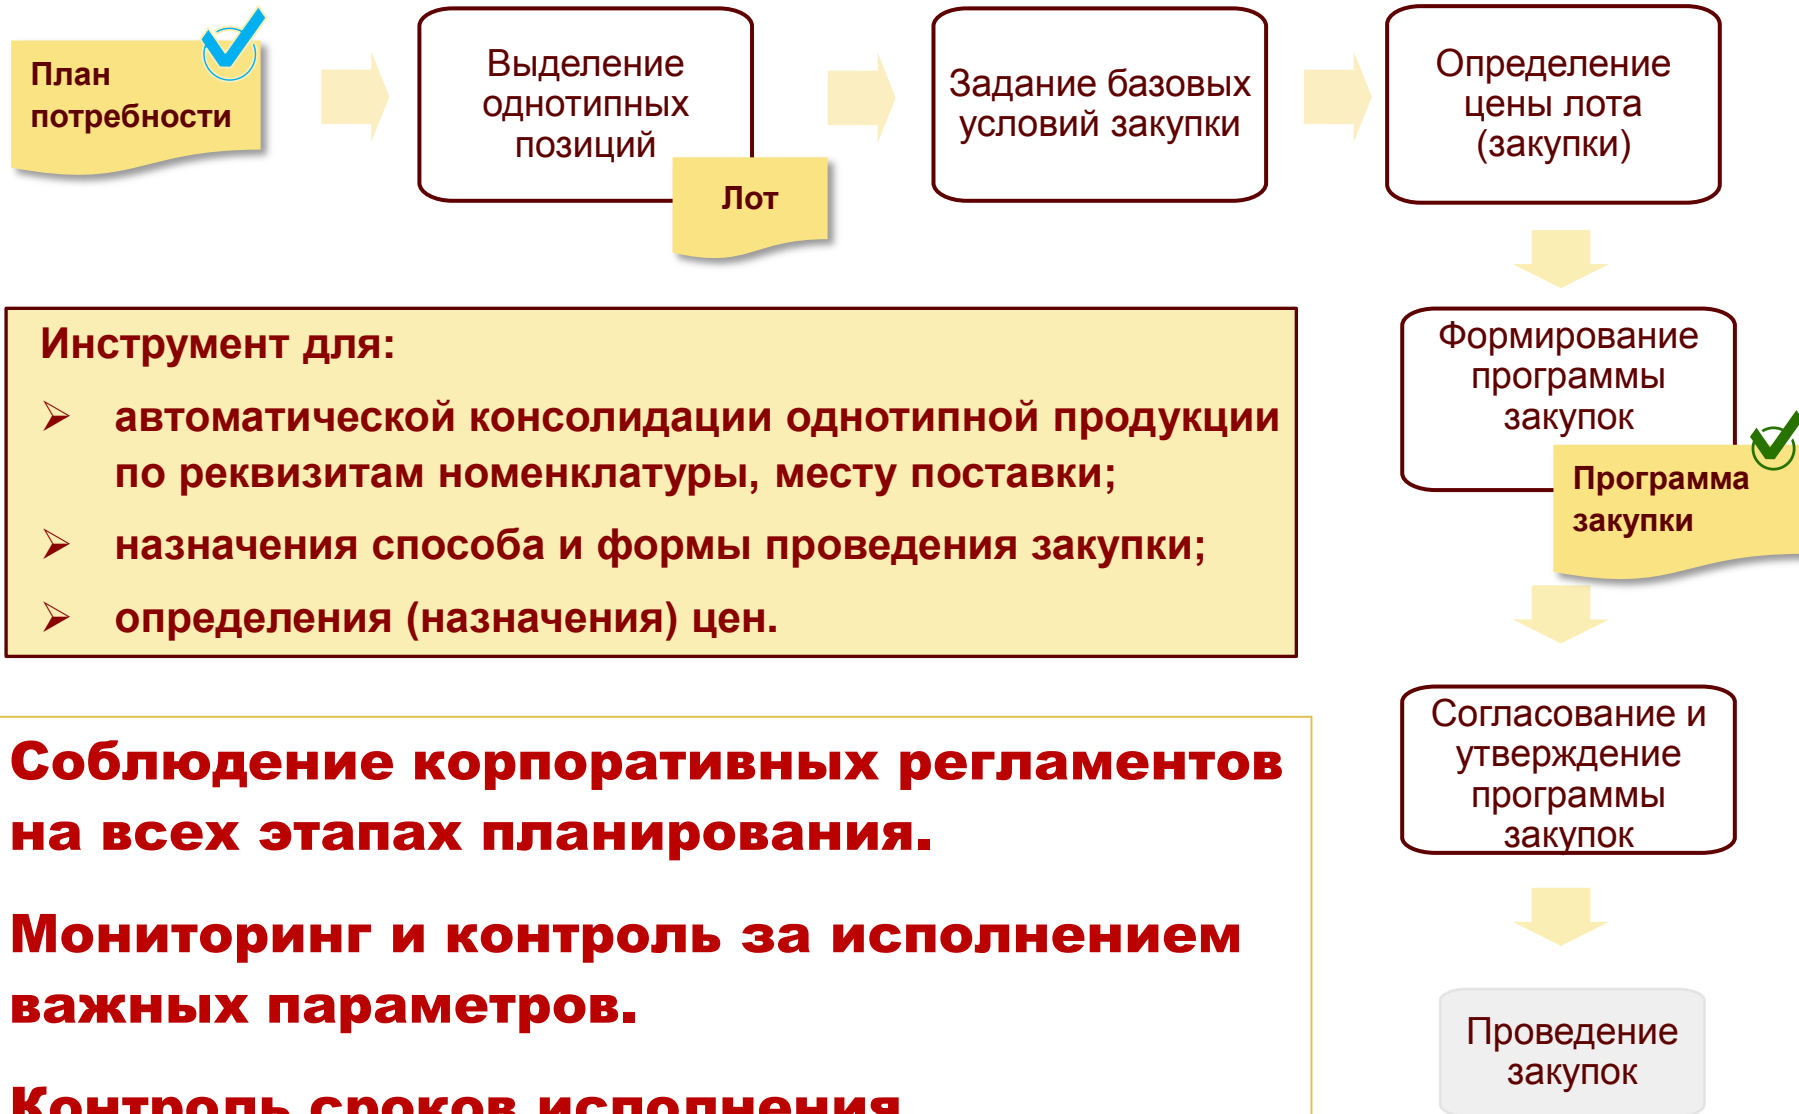 План
потребности
Выделение
однотипных
позиций
Лот
Задание базовых
условий закупки
Определение
цены лота
(закупки)
Формирование
программы
закупок
Программа
закупки
Согласование и
утверждение
программы
закупок
Проведение
закупок
Инструмент для:
автоматической консолидации однотипной продукции
по реквизитам номенклатуры, месту поставки;
назначения способа и формы проведения закупки;
определения (назначения) цен.
Соблюдение корпоративных регламентов
на всех этапах планирования.
Мониторинг и контроль за исполнением
важных параметров.
Контроль сроков исполнения